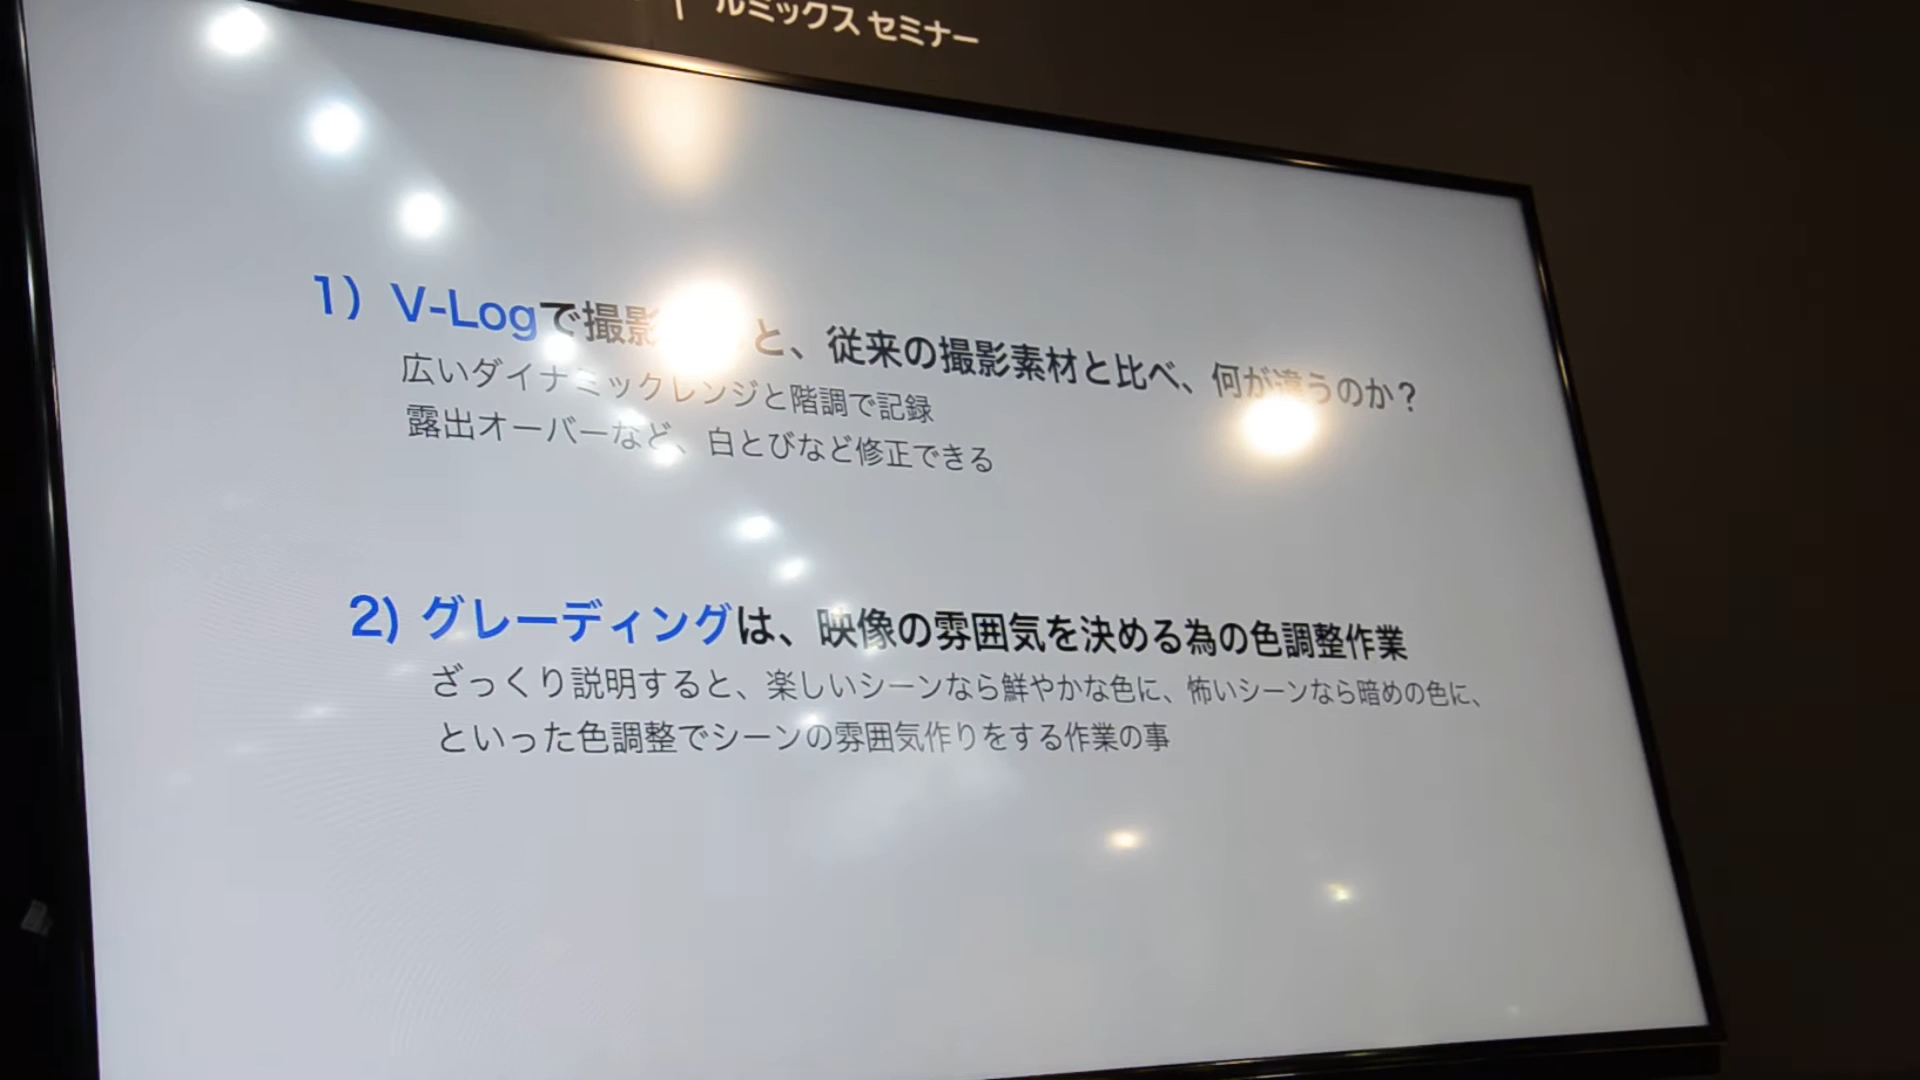 ルミックス セミナー
1) V-Logで撮影 と、従来の撮影素材と比べ、何が違うのか？
広いダイナミックレンジと階調で記録
露出オーバーなど、白とびなど修正できる
2) グレーディングは、映像の雰囲気を決める為の色調整作業
ざっくり説明すると、楽しいシーンなら鮮やかな色に、怖いシーンなら暗めの色に、
といった色調整でシーンの雰囲気作りをする作業の事